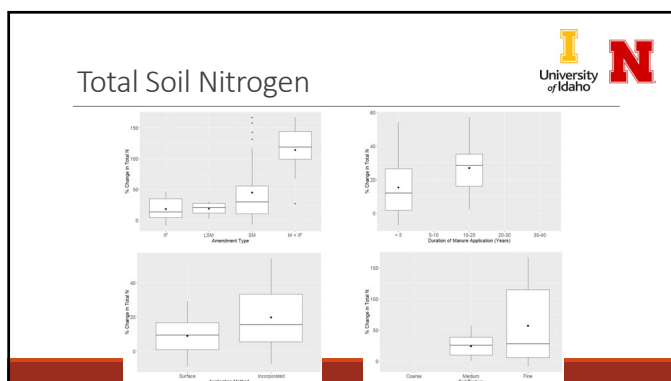 Total Soil Nitrogen
I
University
of Idaho
N
% Change in Total N
150
100
50
0
IF
LSM
SM
M + IF
Amendment Type
% Change in Total N
60
40
20
0
< 5
5-10
10-20
20-30
30-40
Duration of Manure Application (Years)
% Change in Total N
40
20
0
Surface
Incorporated
% Change in Total N
150
100
50
0
Coarse
Medium
Fine